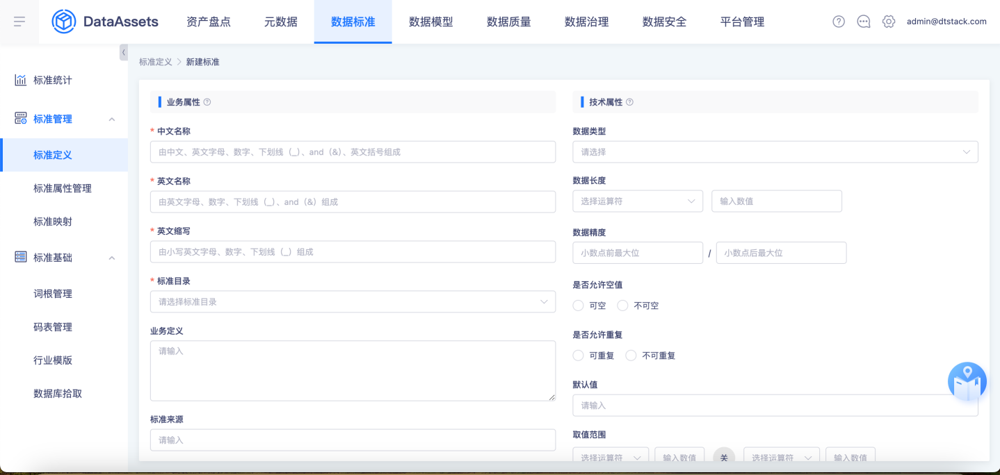 DataAssets 资产盘点 元数据 数据标准 数据模型 数据质量 数据治理 数据安全 平台管理 admin@dtstack.com
标准统计
标准管理
标准定义
标准属性管理
标准映射
标准基础
词根管理
码表管理
行业模版
数据库拾取
标准定义 > 新建标准
业务属性
* 中文名称
由中文、英文字母、数字、下划线（_）、and（&）、英文括号组成
* 英文名称
由英文字母、数字、下划线（_）、and（&）组成
* 英文缩写
由小写英文字母、数字、下划线（_）组成
* 标准目录
请选择标准目录
业务定义
请输入
标准来源
请输入
技术属性
数据类型
请选择
数据长度
选择运算符 输入数值
数据精度
小数点前最大位 / 小数点后最大位
是否允许空值
可空 不可空
是否允许重复
可重复 不可重复
默认值
请输入
取值范围
选择运算符 输入数值 关 选择运算符 输入数值